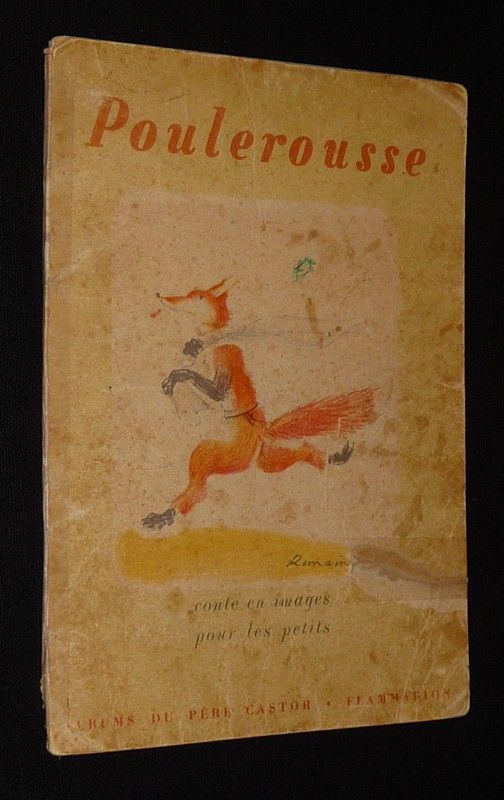 Poulerousse
Romain
conte en images
pour les petits
ALBUMS DU PÈRE CASTOR • FLAMMARION